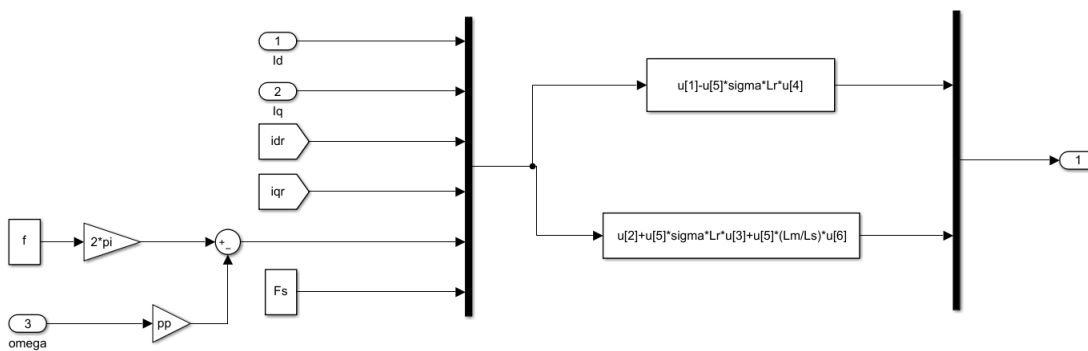 1
Id
2
Iq
idr
iqr
f
2*pi
+
−
Fs
3
omega
pp
u[1]-u[5]*sigma*Lr*u[4]
u[2]+u[5]*sigma*Lr*u[3]+u[5]*(Lm/Ls)*u[6]
1